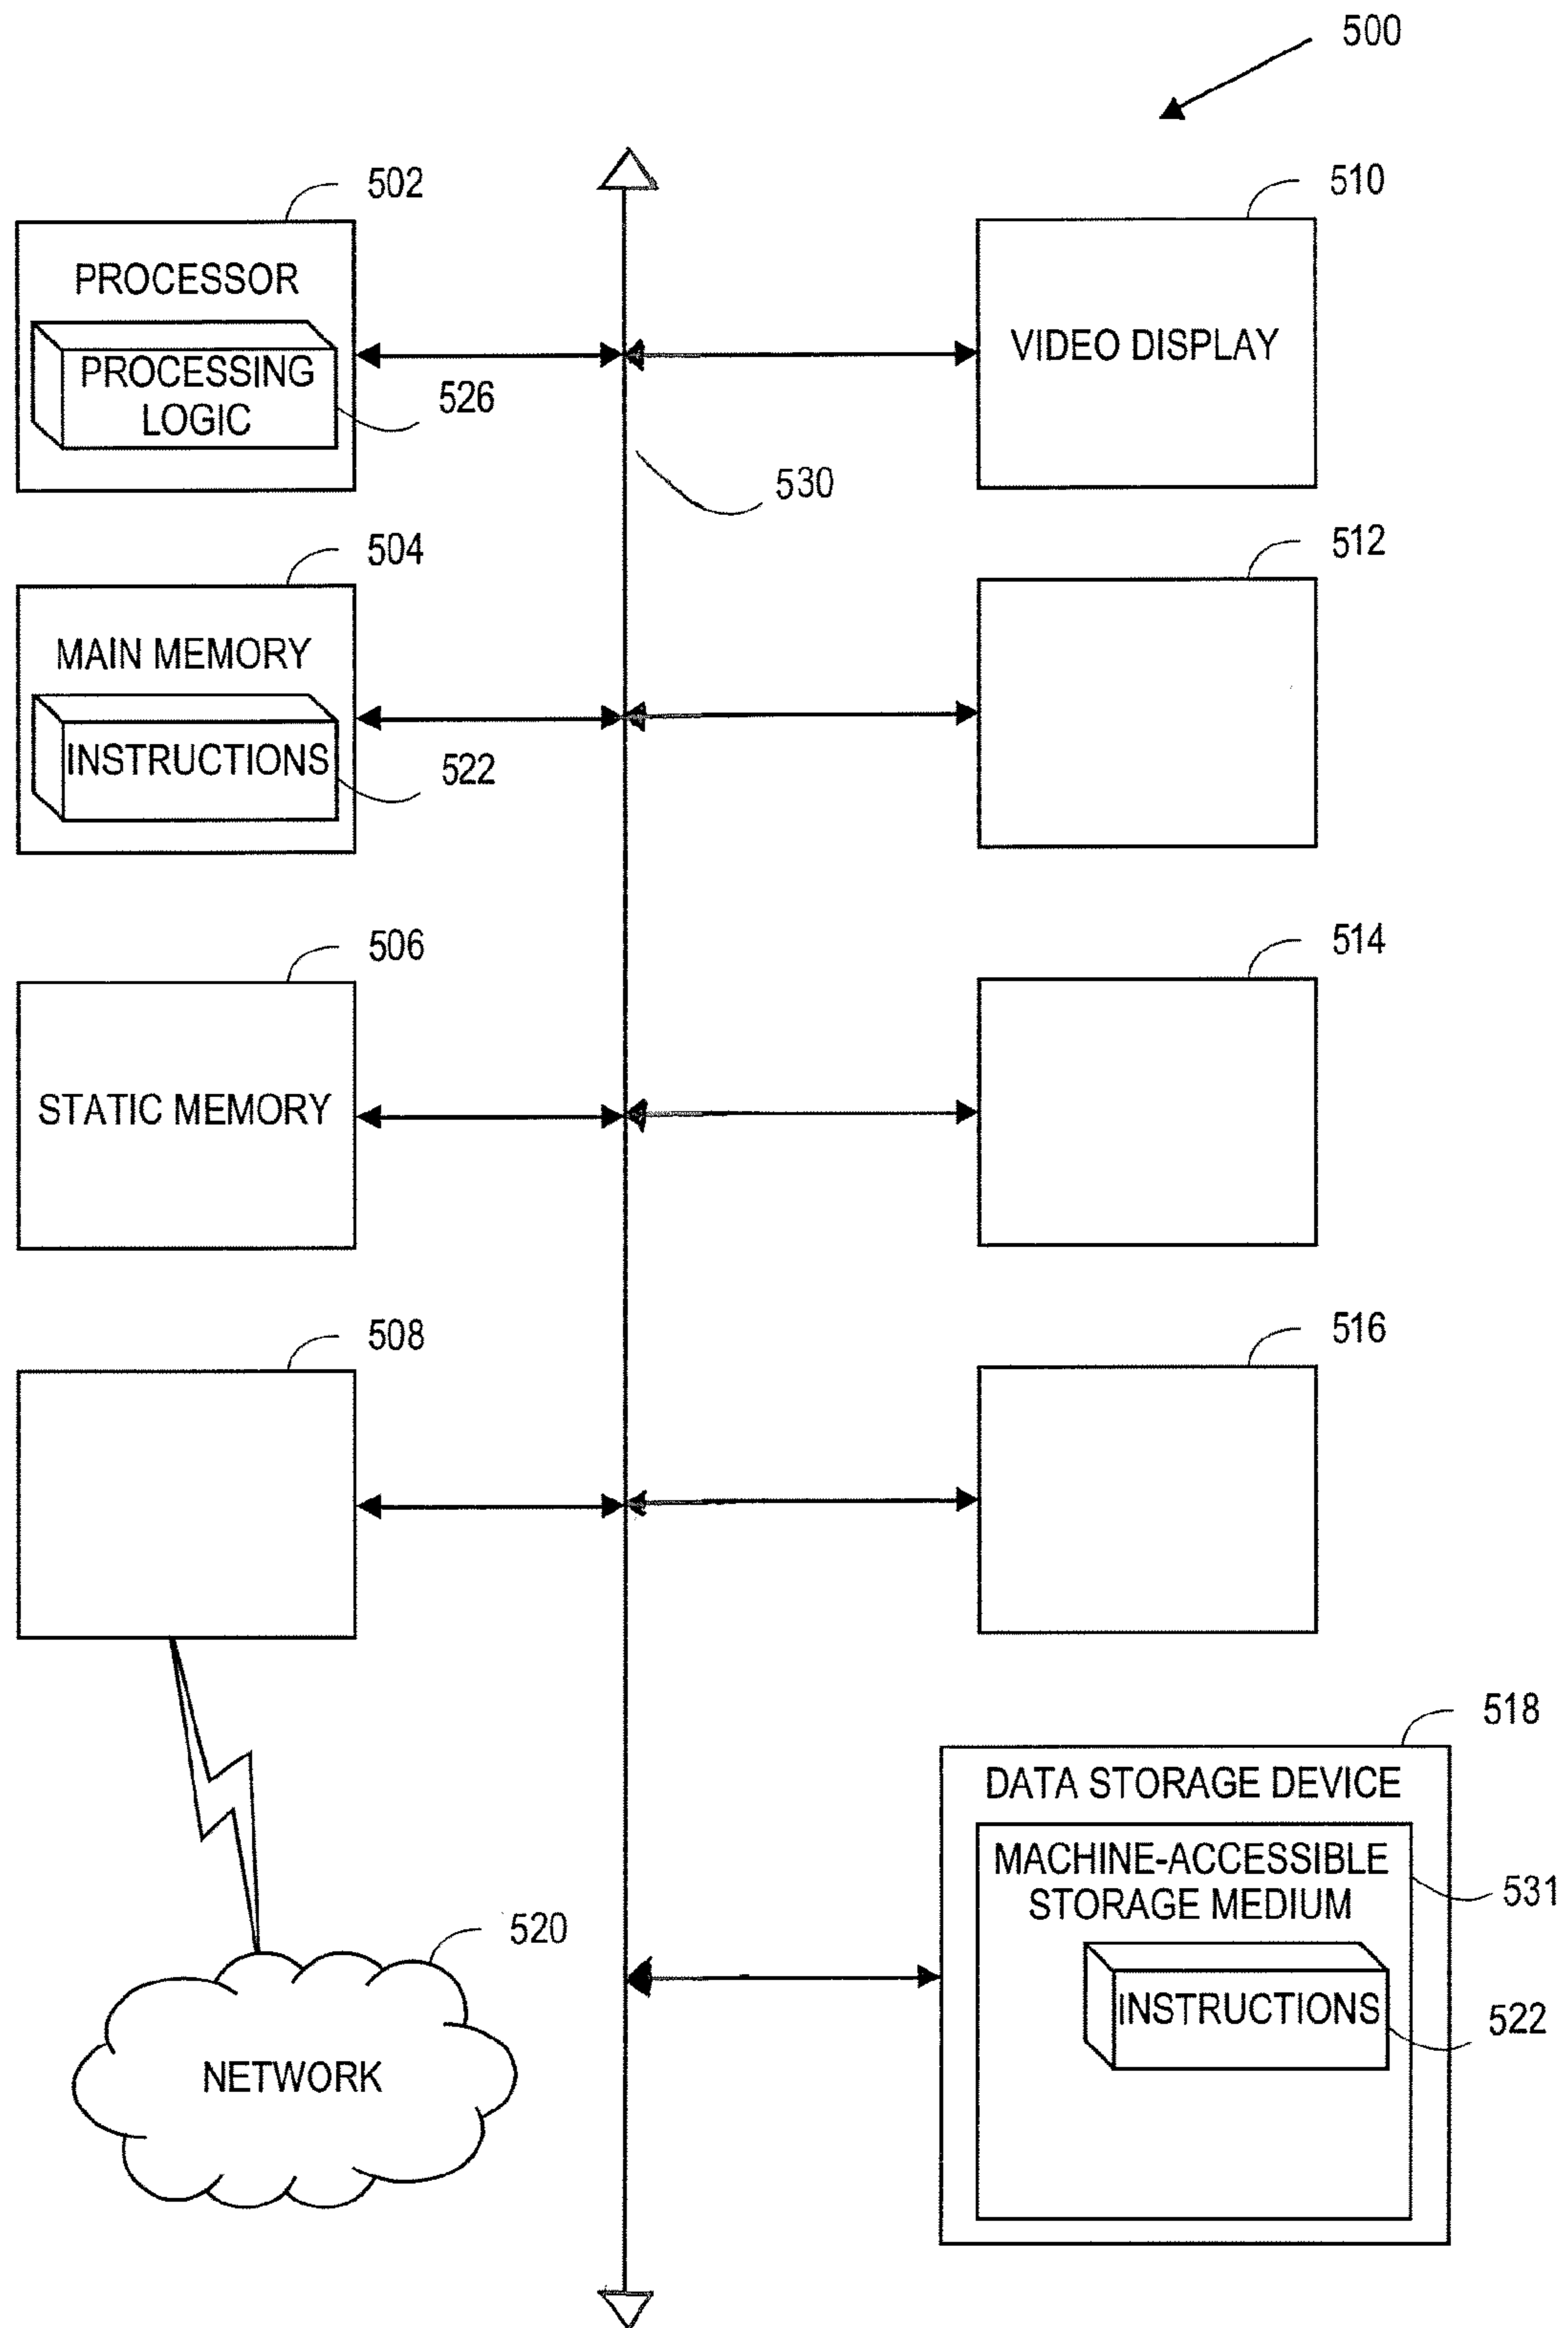 500
502
PROCESSOR
PROCESSING
LOGIC
526
510
VIDEO DISPLAY
530
504
MAIN MEMORY
INSTRUCTIONS
522
512
506
STATIC MEMORY
514
508
516
520
NETWORK
518
DATA STORAGE DEVICE
MACHINE-ACCESSIBLE
STORAGE MEDIUM
531
INSTRUCTIONS
522